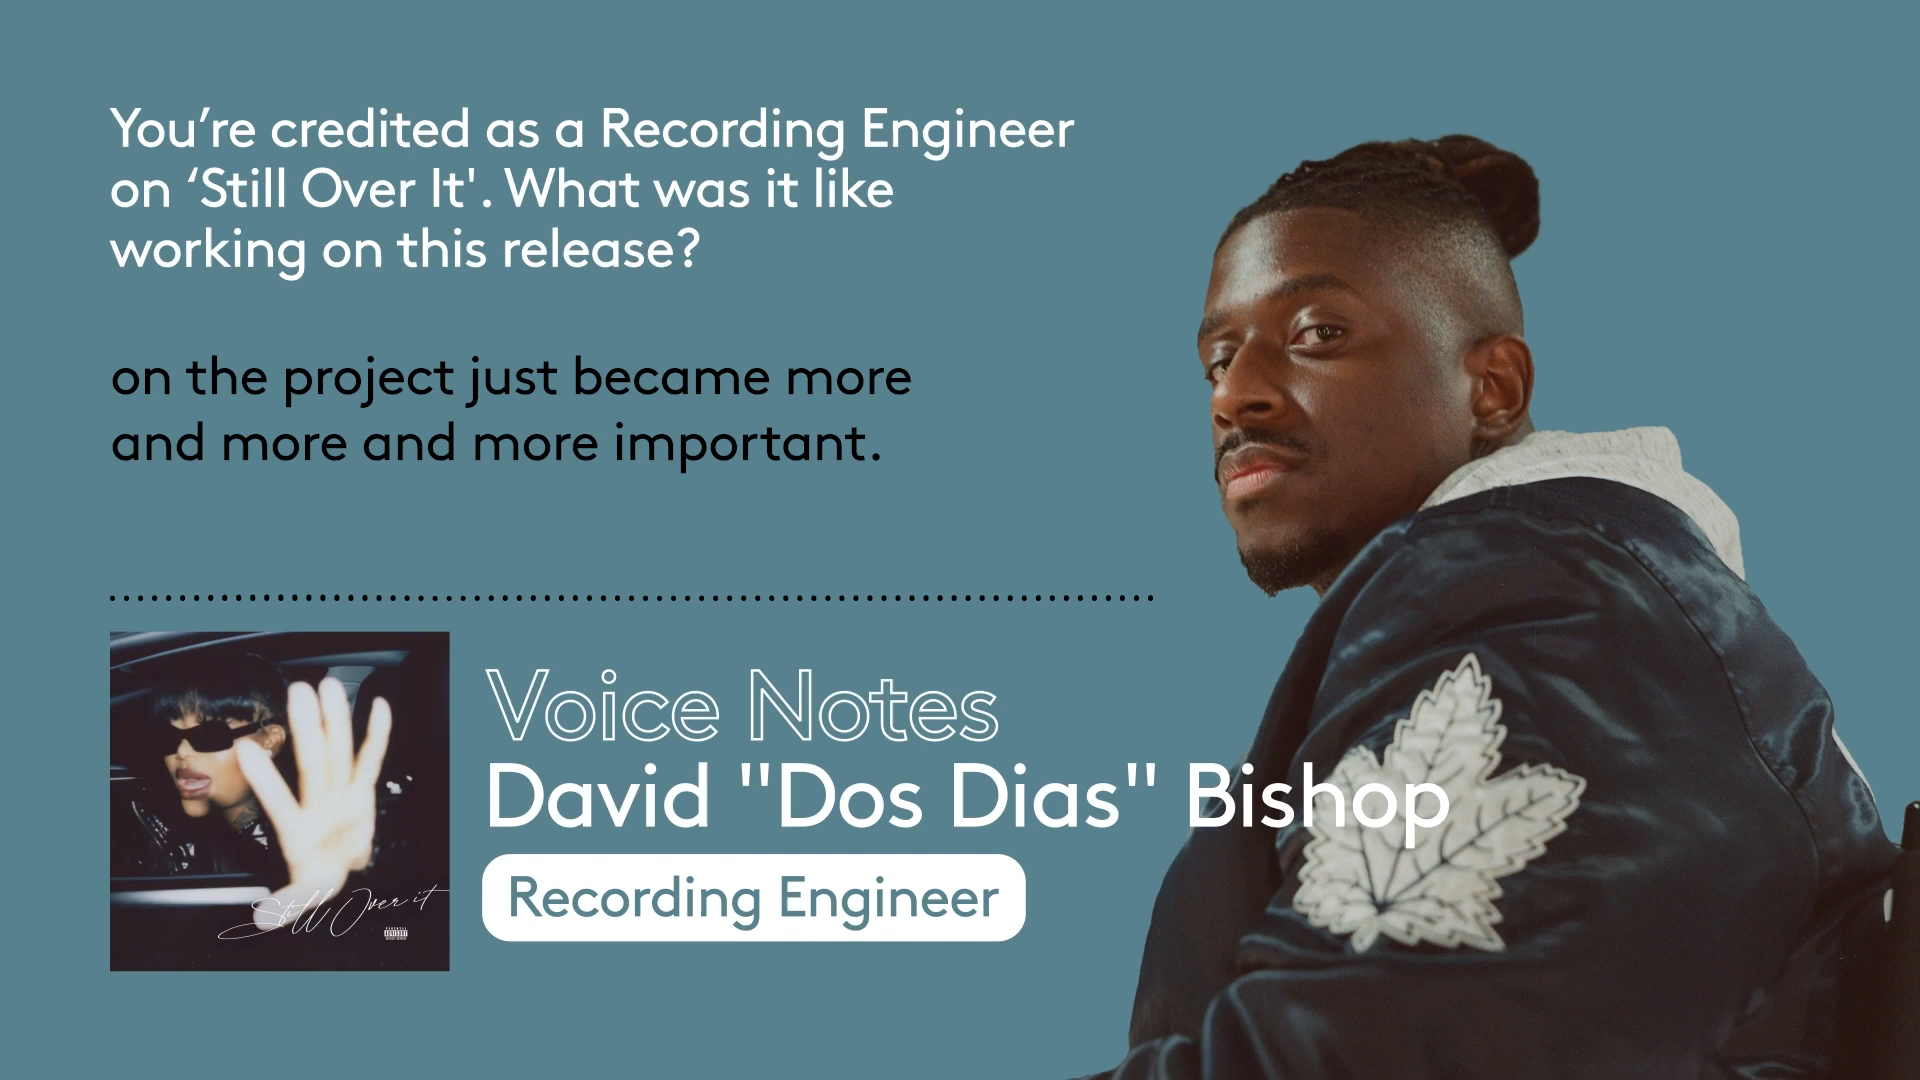 You’re credited as a Recording Engineer
on ‘Still Over It'. What was it like
working on this release?
on the project just became more
and more and more important.
Still Over it
PARENTAL
ADVISORY
Voice Notes
David "Dos Dias" Bishop
Recording Engineer